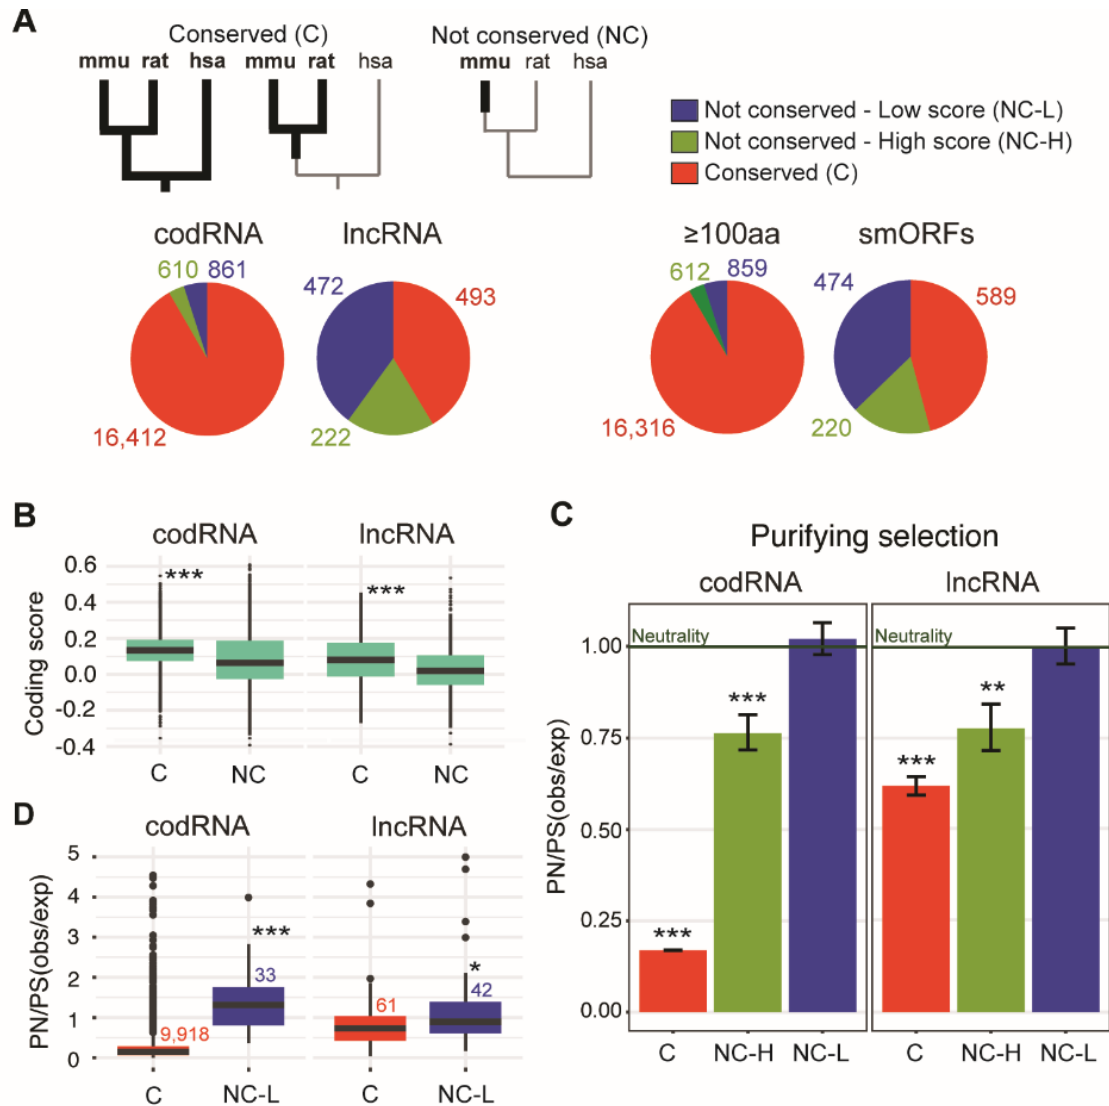 A
Conserved (C)
mmu rat hsa mmu rat hsa
Not conserved (NC)
mmu rat hsa
Not conserved - Low score (NC-L)
Not conserved - High score (NC-H)
Conserved (C)
codRNA
610 861
16,412
lncRNA
472 493
222
≥100aa
612 859
16,316
smORFs
474 589
220
B
codRNA lncRNA
Coding score
0.6
0.4
0.2
0.0
-0.2
-0.4
*** ***
C NC C NC
C
Purifying selection
codRNA lncRNA
PN/PS(obs/exp)
Neutrality Neutrality
1.00
0.75
0.50
0.25
0.00
*** *** *** **
C NC-H NC-L C NC-H NC-L
D
codRNA lncRNA
PN/PS(obs/exp)
5
4
3
2
1
0
*** *
9,918 33 61 42
C NC-L C NC-L